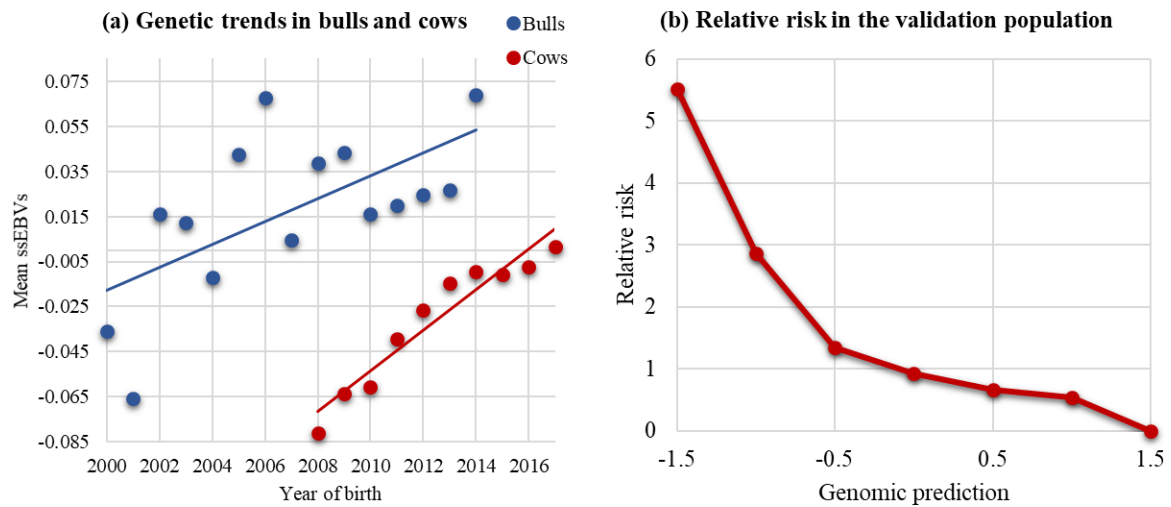 (a) Genetic trends in bulls and cows
Bulls
Cows
0.075
0.055
0.035
0.015
-0.005
-0.025
-0.045
-0.065
-0.085
Mean ssEBVs
2000 2002 2004 2006 2008 2010 2012 2014 2016
Year of birth
(b) Relative risk in the validation population
6
5
4
3
2
1
0
Relative risk
-1.5 -0.5 0.5 1.5
Genomic prediction